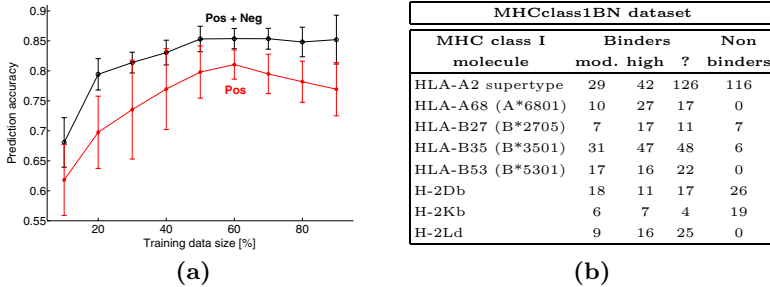 Pos + Neg
Pos
0.9
0.85
0.8
0.75
0.7
0.65
0.6
0.55
20
40
60
80
100
Prediction accuracy
Training data size [%]
(a)
MHCclass1BN dataset
MHC class I Binders Non
molecule mod. high ? binders
HLA-A2 supertype 29 42 126 116
HLA-A68 (A*6801) 10 27 17 0
HLA-B27 (B*2705) 7 17 11 7
HLA-B35 (B*3501) 31 47 48 6
HLA-B53 (B*5301) 17 16 22 0
H-2Db 18 11 17 26
H-2Kb 6 7 4 19
H-2Ld 9 16 25 0
(b)